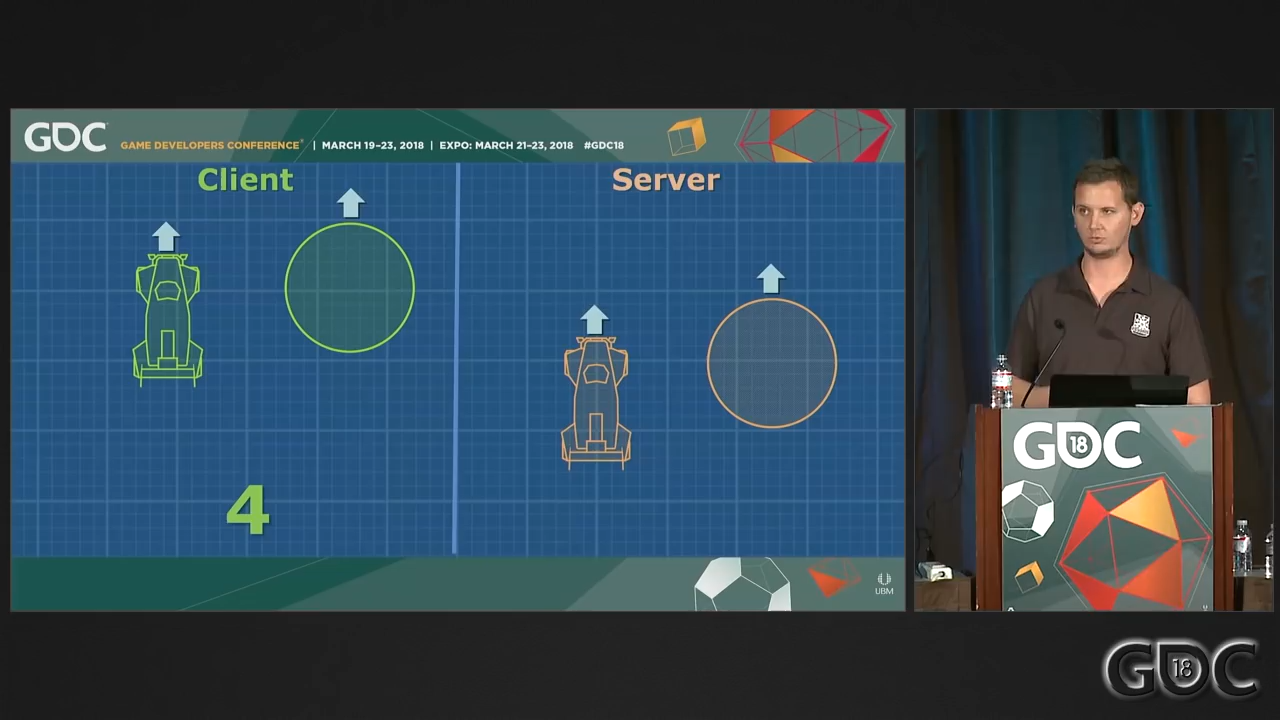 GDC
GAME DEVELOPERS CONFERENCE® | MARCH 19–23, 2018 | EXPO: MARCH 21–23, 2018 #GDC18
Client
Server
4
UBM
GDC
18
GDC
18